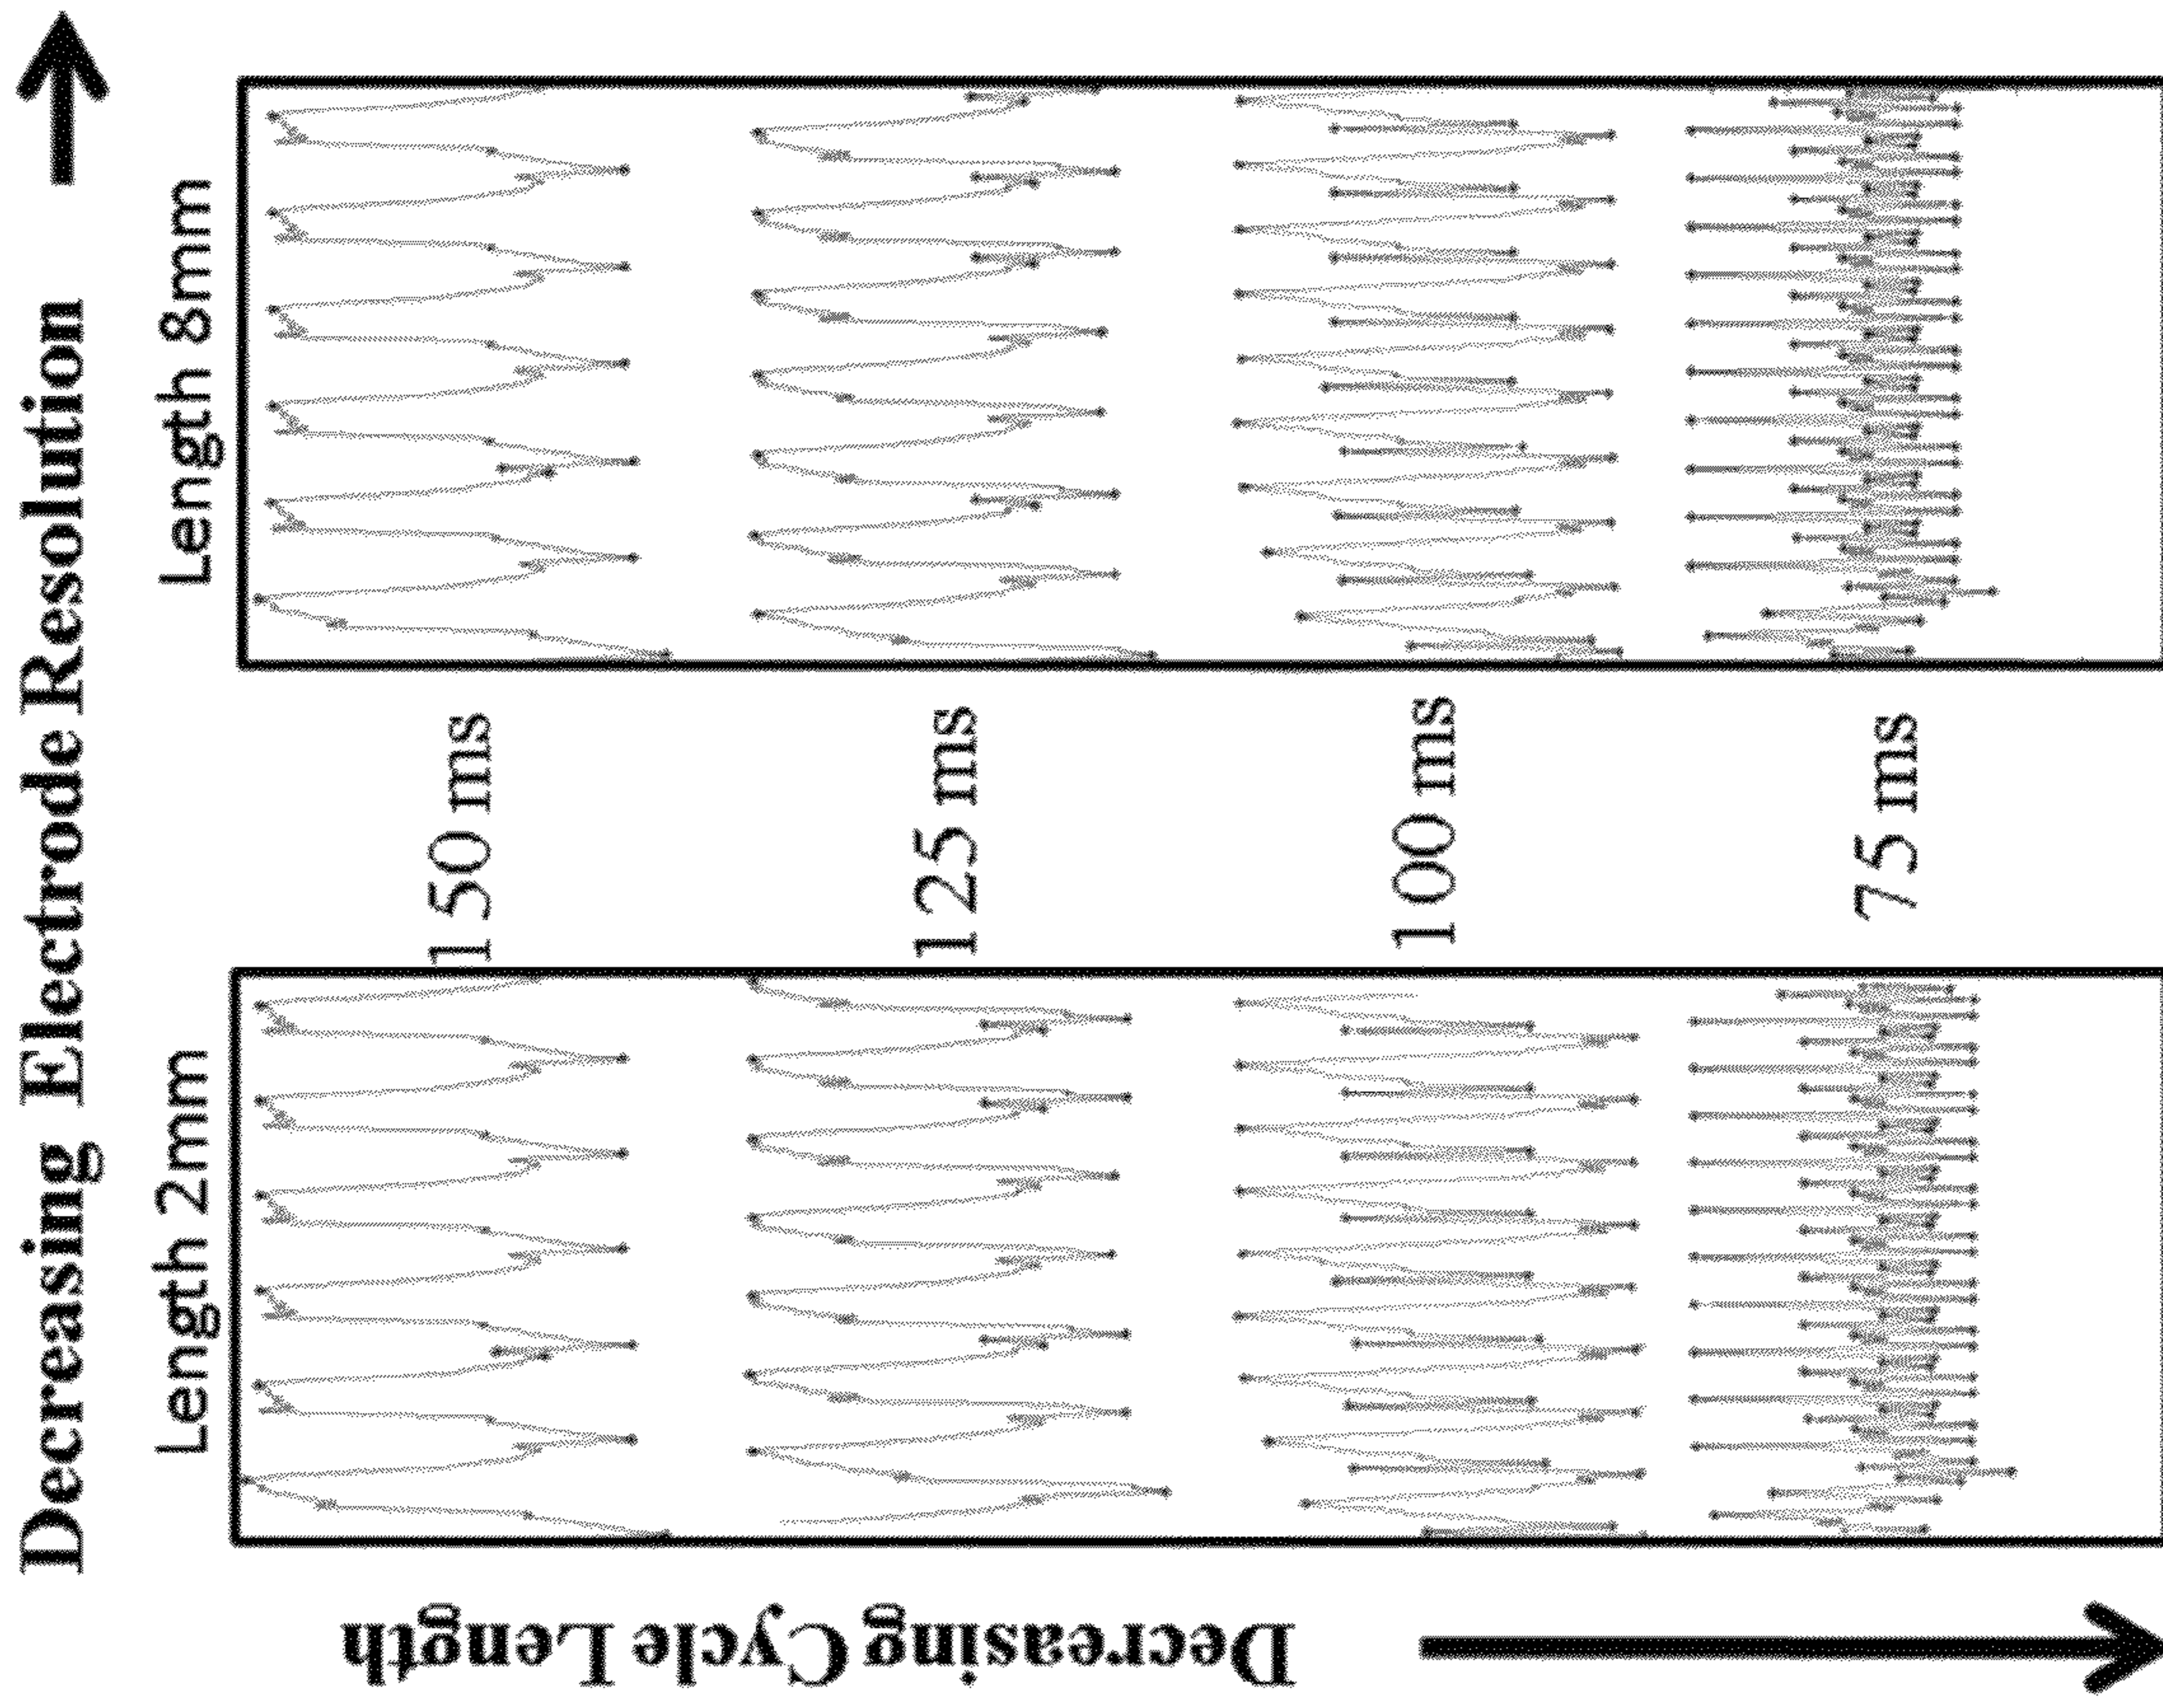 Decreasing Electrode Resolution
Length 2mm
Length 8mm
150 ms
125 ms
100 ms
75 ms
Decreasing Cycle Length